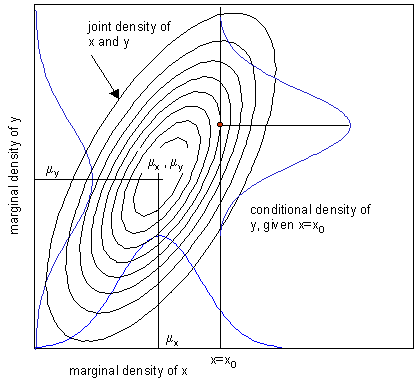 joint density of
x and y
μy
μx , μy
marginal density of y
conditional density of
y, given x=x0
μx
x=x0
marginal density of x